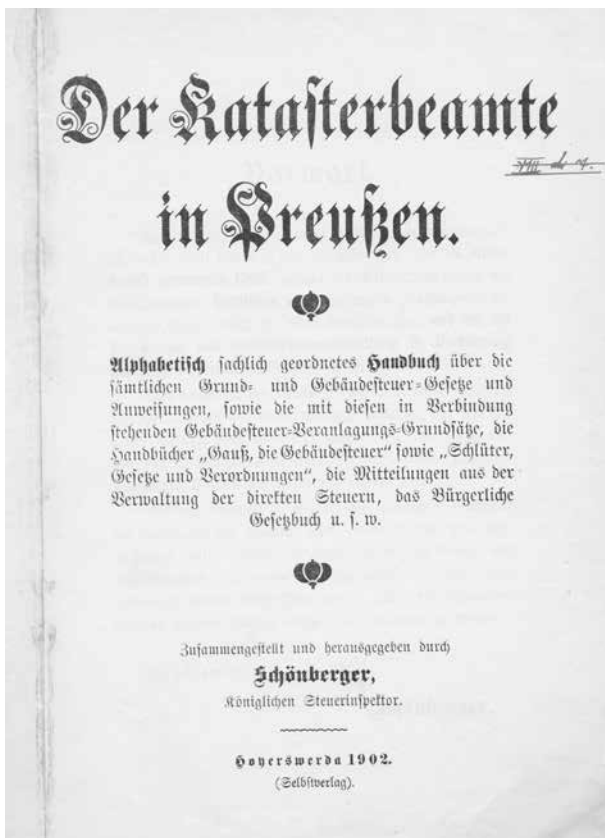 Der Katasterbeamte
in Preußen.
Alphabetisch sachlich geordnetes Handbuch über die
sämtlichen Grund- und Gebäudesteuer-Gesetze und
Anweisungen, sowie die mit diesen in Verbindung
stehenden Gebäudesteuer-Veranlagungs-Grundsätze, die
Handbücher „Gauß, die Gebäudesteuer“ sowie „Schlüter,
Gesetze und Verordnungen“, die Mitteilungen aus der
Verwaltung der direkten Steuern, das Bürgerliche
Gesetzbuch u. s. w.
Zusammengestellt und herausgegeben durch
Schönberger,
Königlichen Steuerinspektor.
Hoyerswerda 1902.
(Selbstverlag).